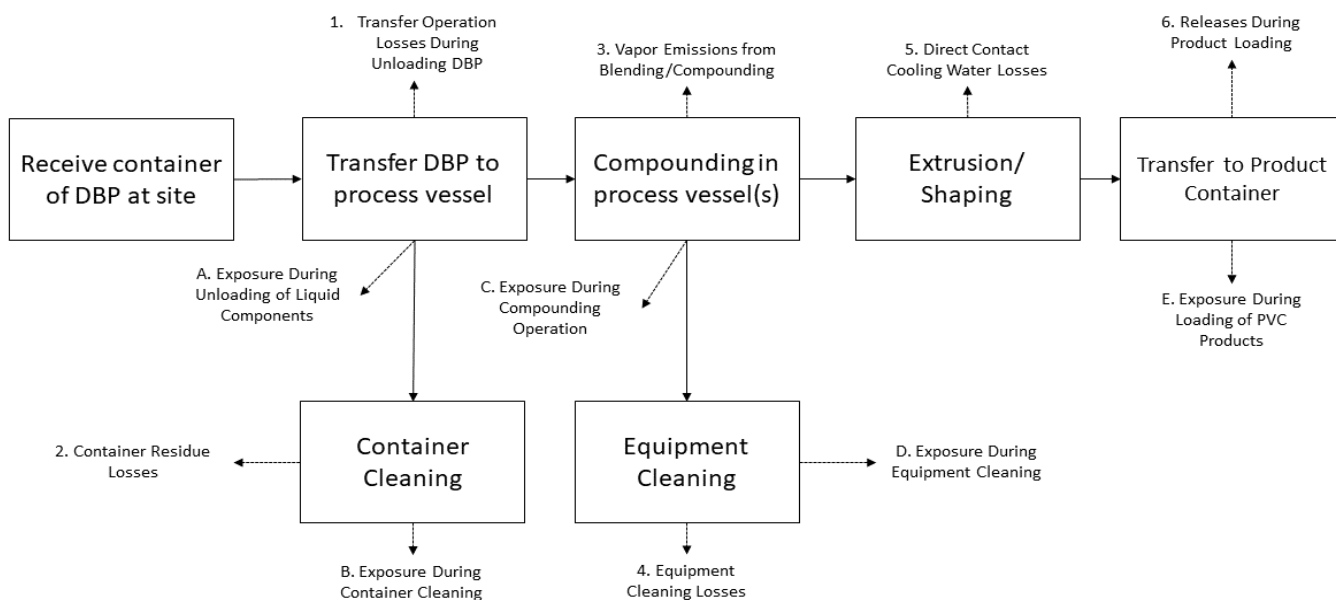 1. Transfer Operation
Losses During
Unloading DBP
3. Vapor Emissions from
Blending/Compounding
5. Direct Contact
Cooling Water Losses
6. Releases During
Product Loading
Receive container
of DBP at site
Transfer DBP to
process vessel
Compounding in
process vessel(s)
Extrusion/
Shaping
Transfer to Product
Container
A. Exposure During
Unloading of Liquid
Components
C. Exposure During
Compounding
Operation
E. Exposure During
Loading of PVC
Products
2. Container Residue
Losses
Container
Cleaning
Equipment
Cleaning
D. Exposure During
Equipment Cleaning
B. Exposure During
Container Cleaning
4. Equipment
Cleaning Losses